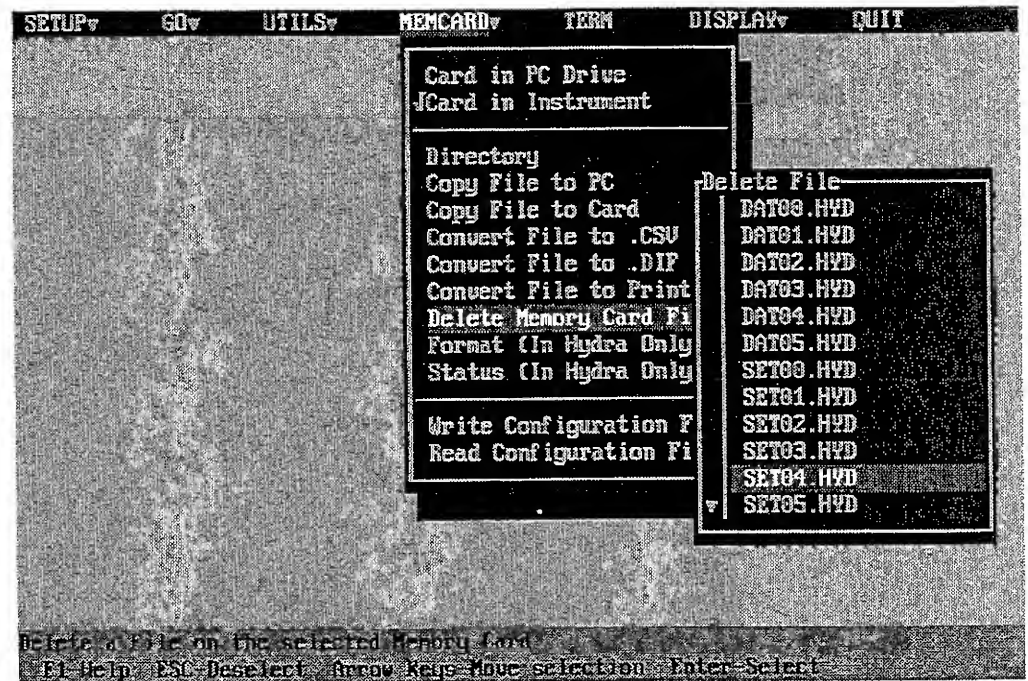 SETUP▼ GO▼ UTILS▼ MEMCARD▼ TERM DISPLAY▼ QUIT
Card in PC Drive
√Card in Instrument
Directory
Copy File to PC
Copy File to Card
Convert File to .CSV
Convert File to .DIF
Convert File to Print
Delete Memory Card Fi
Format (In Hydra Only
Status (In Hydra Only
Write Configuration F
Read Configuration Fi
Delete File
DAT00.HYD
DAT01.HYD
DAT02.HYD
DAT03.HYD
DAT04.HYD
DAT05.HYD
SET00.HYD
SET01.HYD
SET02.HYD
SET03.HYD
SET04.HYD
▼ SET05.HYD
Delete a File on the selected Memory Card
F1-Help ESC-Deselect Arrow Keys-Move selection Enter-Select